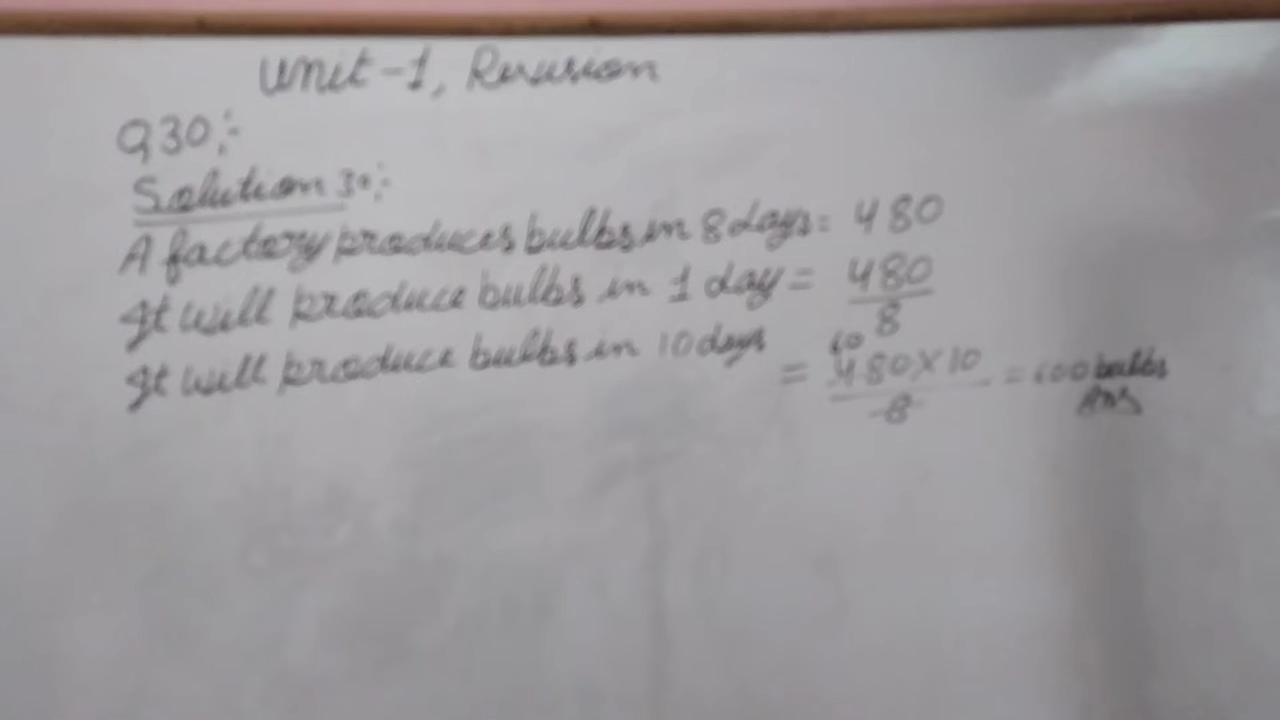 Unit-1, Revision
Q30:-
Solution 30:-
A factory produces bulbs in 8 days = 480
It will produce bulbs in 1 day = 480/8
It will produce bulbs in 10 days
60
= 480×10/8 = 600 bulbs
Ans